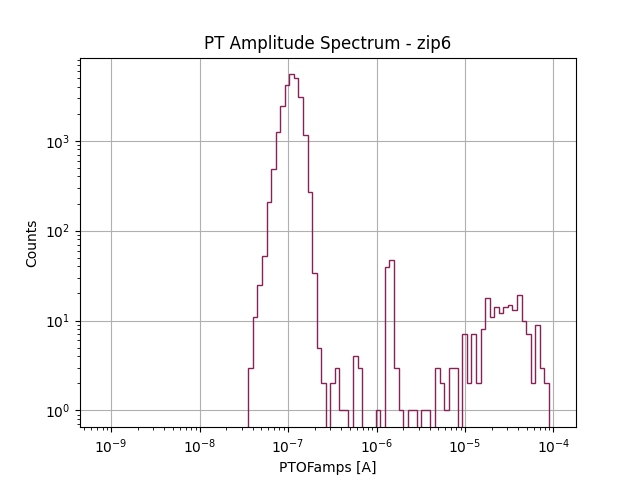 PT Amplitude Spectrum - zip6
Counts
10³
10²
10¹
10⁰
10⁻⁹ 10⁻⁸ 10⁻⁷ 10⁻⁶ 10⁻⁵ 10⁻⁴
PTOFamps [A]